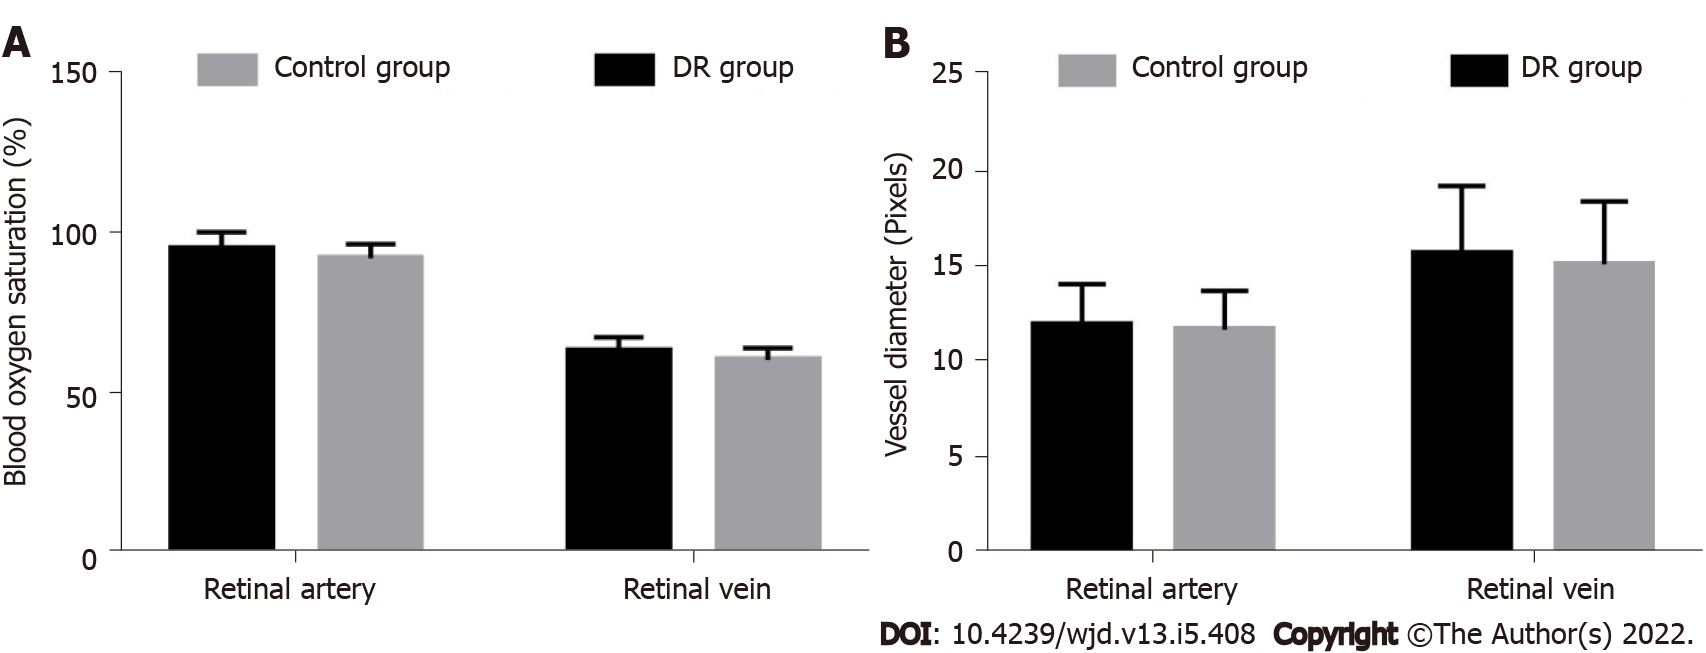 A
Control group
DR group
150
100
50
0
Blood oxygen saturation (%)
Retinal artery
Retinal vein
B
Control group
DR group
25
20
15
10
5
0
Vessel diameter (Pixels)
Retinal artery
Retinal vein
DOI: 10.4239/wjd.v13.i5.408 Copyright ©The Author(s) 2022.